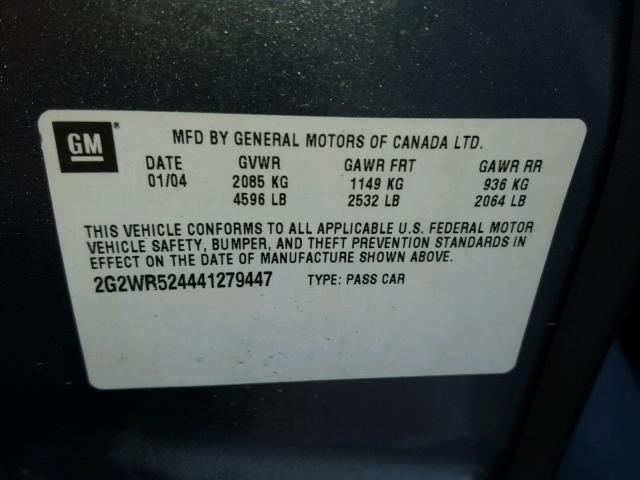 GM ®
MFD BY GENERAL MOTORS OF CANADA LTD.
DATE GVWR GAWR FRT GAWR RR
01/04 2085 KG 1149 KG 936 KG
4596 LB 2532 LB 2064 LB
THIS VEHICLE CONFORMS TO ALL APPLICABLE U.S. FEDERAL MOTOR
VEHICLE SAFETY, BUMPER, AND THEFT PREVENTION STANDARDS IN
EFFECT ON THE DATE OF MANUFACTURE SHOWN ABOVE.
2G2WR524441279447 TYPE: PASS CAR